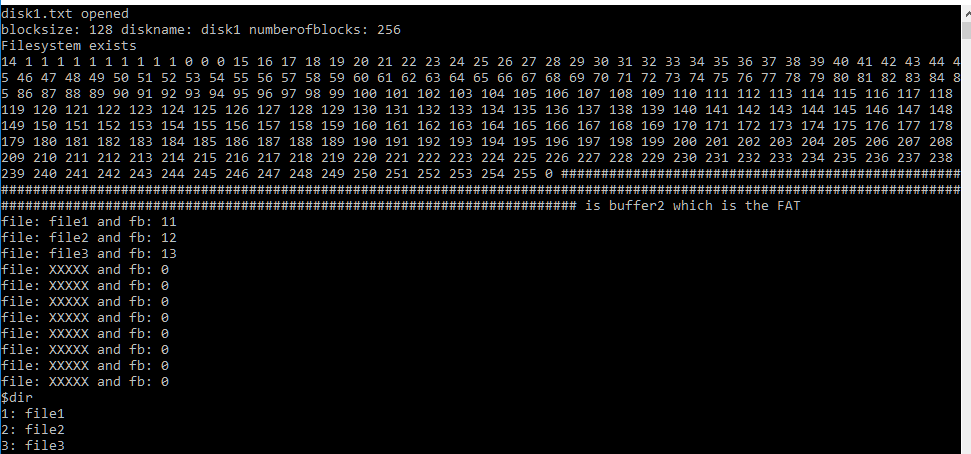 disk1.txt opened
blocksize: 128 diskname: disk1 numberofblocks: 256
Filesystem exists
14 1 1 1 1 1 1 1 1 1 1 0 0 0 15 16 17 18 19 20 21 22 23 24 25 26 27 28 29 30 31 32 33 34 35 36 37 38 39 40 41 42 43 44 4
5 46 47 48 49 50 51 52 53 54 55 56 57 58 59 60 61 62 63 64 65 66 67 68 69 70 71 72 73 74 75 76 77 78 79 80 81 82 83 84 8
5 86 87 88 89 90 91 92 93 94 95 96 97 98 99 100 101 102 103 104 105 106 107 108 109 110 111 112 113 114 115 116 117 118
119 120 121 122 123 124 125 126 127 128 129 130 131 132 133 134 135 136 137 138 139 140 141 142 143 144 145 146 147 148
149 150 151 152 153 154 155 156 157 158 159 160 161 162 163 164 165 166 167 168 169 170 171 172 173 174 175 176 177 178
179 180 181 182 183 184 185 186 187 188 189 190 191 192 193 194 195 196 197 198 199 200 201 202 203 204 205 206 207 208
209 210 211 212 213 214 215 216 217 218 219 220 221 222 223 224 225 226 227 228 229 230 231 232 233 234 235 236 237 238
239 240 241 242 243 244 245 246 247 248 249 250 251 252 253 254 255 0 ##################################################
########################################################################################################################
######################################################################## is buffer2 which is the FAT
file: file1 and fb: 11
file: file2 and fb: 12
file: file3 and fb: 13
file: XXXXX and fb: 0
file: XXXXX and fb: 0
file: XXXXX and fb: 0
file: XXXXX and fb: 0
file: XXXXX and fb: 0
file: XXXXX and fb: 0
file: XXXXX and fb: 0
file: XXXXX and fb: 0
$dir
1: file1
2: file2
3: file3